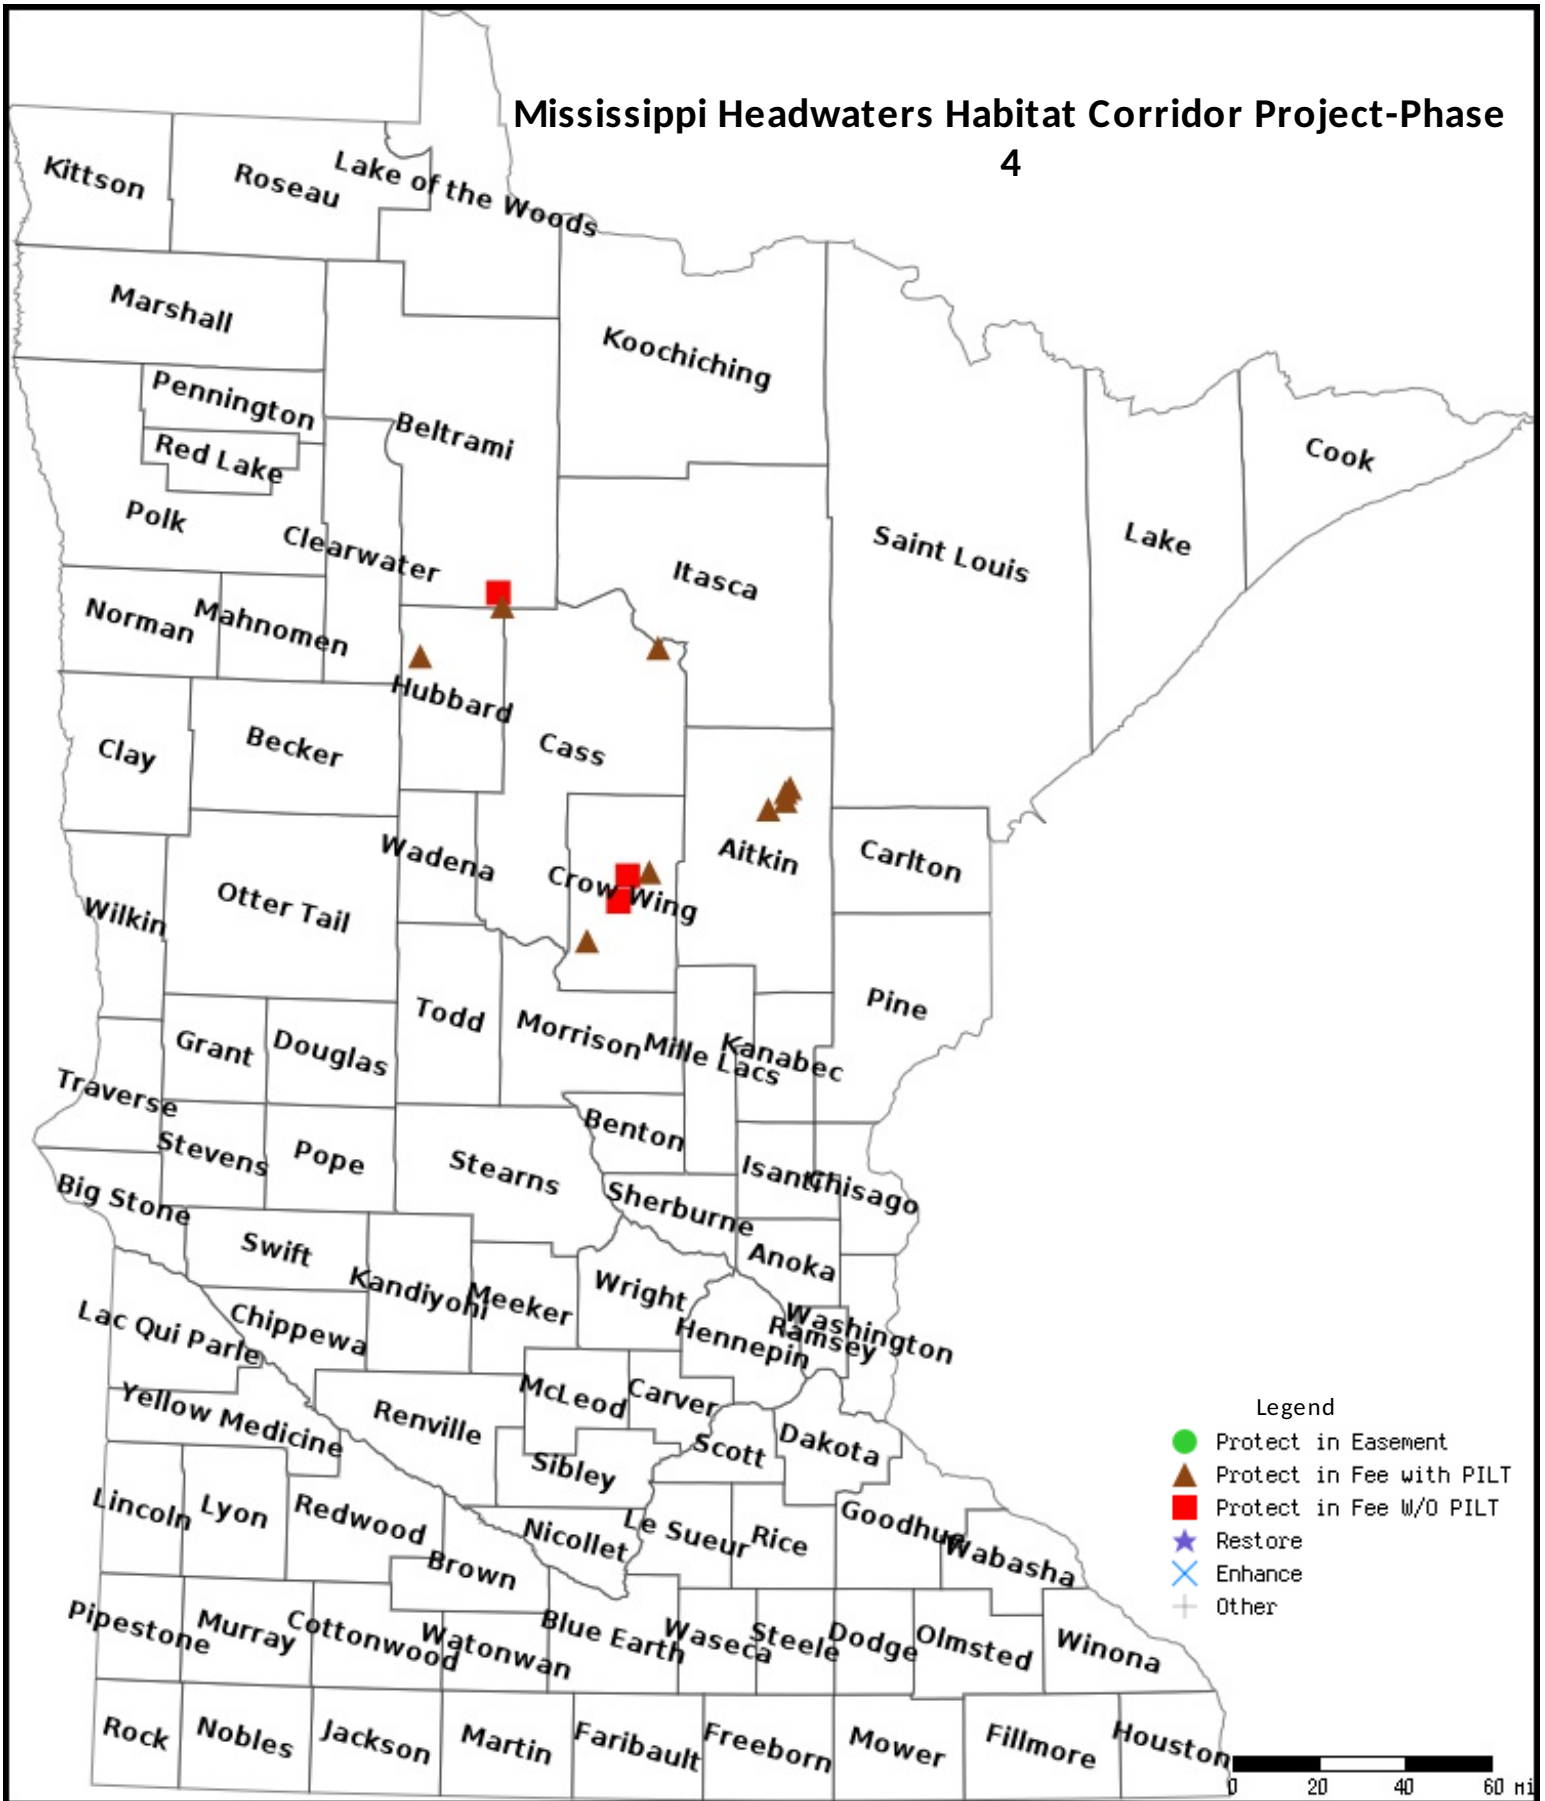 Mississippi Headwaters Habitat Corridor Project-Phase
4
Kittson
Roseau
Lake of the Woods
Marshall
Koochiching
Pennington
Beltrami
Red Lake
Cook
Polk
Clearwater
Saint Louis
Lake
Itasca
Norman
Mahnomen
Hubbard
Clay
Becker
Cass
Wadena
Aitkin
Carlton
Crow Wing
Otter Tail
Wilkin
Pine
Todd
Morrison
Mille Lacs
Kanabec
Grant
Douglas
Traverse
Benton
Stevens
Pope
Stearns
Isanti
Chisago
Big Stone
Sherburne
Swift
Anoka
Kandiyohi
Meeker
Wright
Lac Qui Parle
Chippewa
Washington
Ramsey
Hennepin
McLeod
Carver
Yellow Medicine
Renville
Scott
Dakota
Sibley
Legend
Protect in Easement
Protect in Fee with PILT
Protect in Fee W/O PILT
Restore
Enhance
Other
Lincoln
Lyon
Redwood
Nicollet
Le Sueur
Rice
Goodhue
Wabasha
Brown
Pipestone
Murray
Cottonwood
Watonwan
Blue Earth
Waseca
Steele
Dodge
Olmsted
Winona
Rock
Nobles
Jackson
Martin
Faribault
Freeborn
Mower
Fillmore
Houston
0 20 40 60 Mi